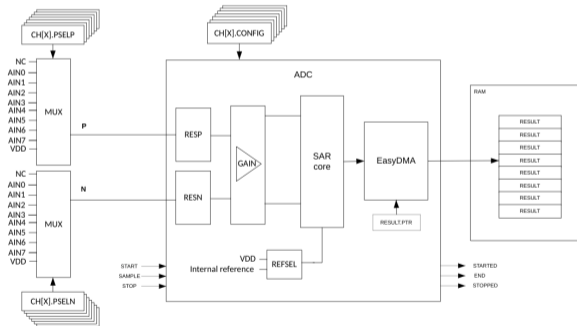 CH[X].PSELP
CH[X].CONFIG
NC
AIN0
AIN1
AIN2
AIN3
AIN4
AIN5
AIN6
AIN7
VDD
MUX
P
NC
AIN0
AIN1
AIN2
AIN3
AIN4
AIN5
AIN6
AIN7
VDD
MUX
N
CH[X].PSELN
ADC
RESP
RESN
GAIN
SAR
core
EasyDMA
RESULT.PTR
VDD
Internal reference
REFSEL
START
SAMPLE
STOP
STARTED
END
STOPPED
RAM
RESULT
RESULT
RESULT
RESULT
RESULT
RESULT
RESULT
RESULT